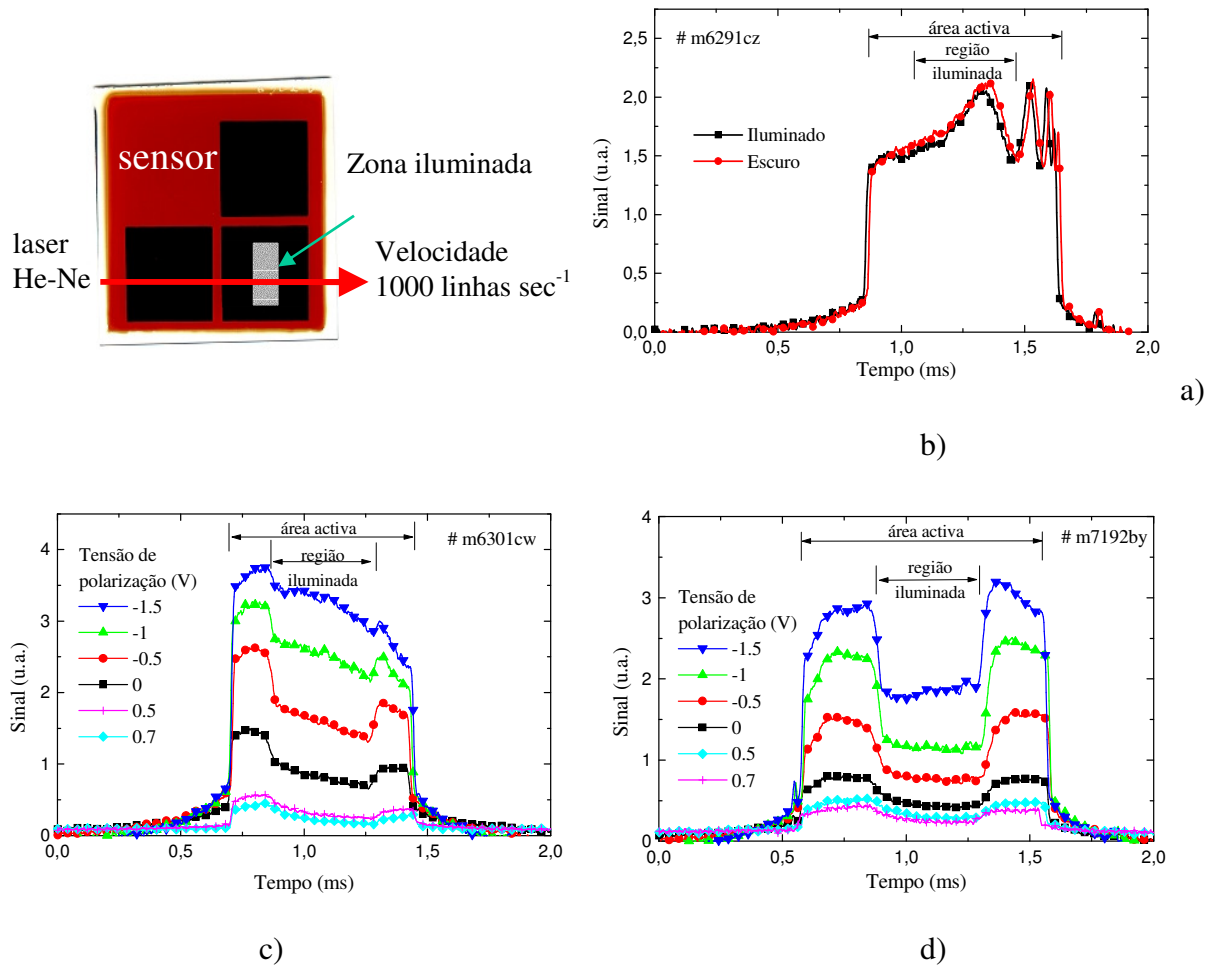 sensor
Zona iluminada
laser
He-Ne
Velocidade
1000 linhas sec⁻¹
a)
# m6291cz
área activa
região
iluminada
Iluminado
Escuro
Sinal (u.a.)
2,5
2,0
1,5
1,0
0,5
0,0
0,0 0,5 1,0 1,5 2,0
Tempo (ms)
b)
# m6301cw
área activa
região
iluminada
Tensão de
polarização (V)
-1.5
-1
-0.5
0
0.5
0.7
Sinal (u.a.)
4
3
2
1
0
0,0 0,5 1,0 1,5 2,0
Tempo (ms)
c)
# m7192by
área activa
região
iluminada
Tensão de
polarização (V)
-1.5
-1
-0.5
0
0.5
0.7
Sinal (u.a.)
4
3
2
1
0
0,0 0,5 1,0 1,5 2,0
Tempo (ms)
d)